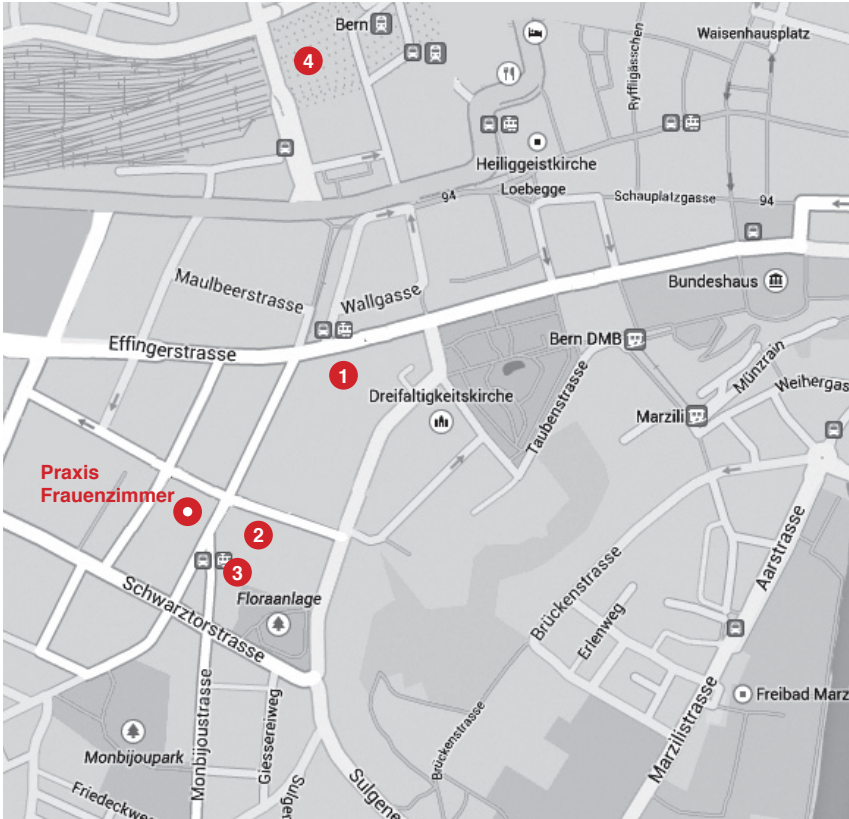 Bern
4
Waisenhausplatz
Ryffligässchen
Heiliggeistkirche
Loebegge
94
Schauplatzgasse
94
Maulbeerstrasse
Wallgasse
Bundeshaus
Effingerstrasse
Bern DMB
1
Dreifaltigkeitskirche
Taubenstrasse
Münzrain
Weihergas
Marzili
Praxis
Frauenzimmer
2
3
Floraanlage
Schwarztorstrasse
Brückenstrasse
Erlenweg
Aarstrasse
Monbijoustrasse
Giessereiweg
Freibad Marz
Monbijoupark
Brückenstrasse
Marzilistrasse
Friedeckwe
Sulger
Sulgene